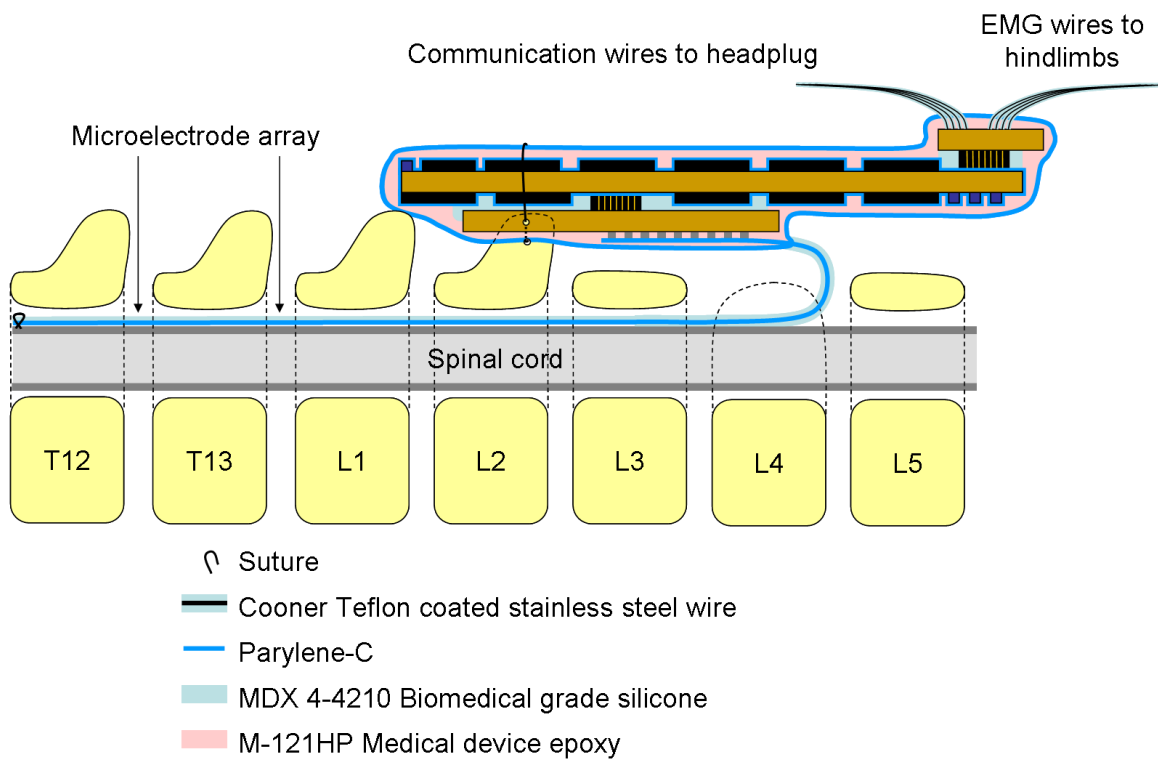 EMG wires to
hindlimbs
Communication wires to headplug
Microelectrode array
Spinal cord
T12 T13 L1 L2 L3 L4 L5
Suture
Cooner Teflon coated stainless steel wire
Parylene-C
MDX 4-4210 Biomedical grade silicone
M-121HP Medical device epoxy